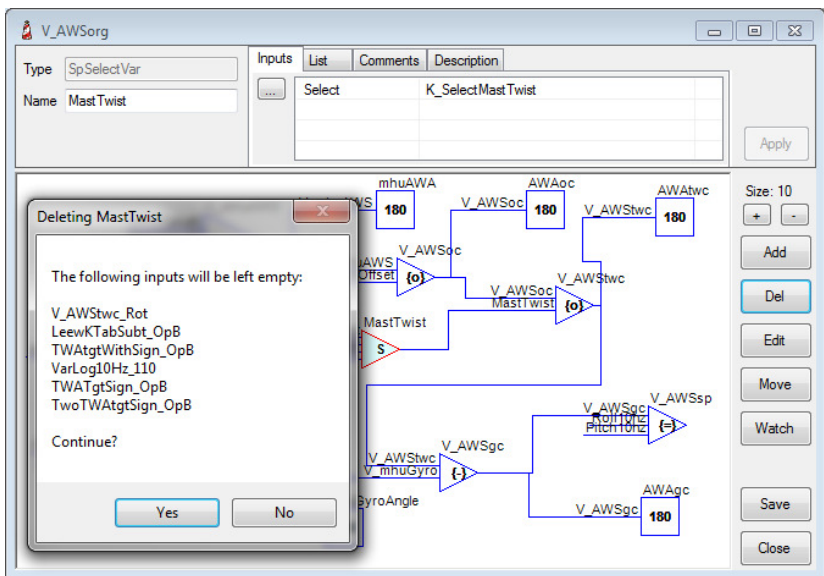 V_AWSorg
Type SpSelectVar
Name MastTwist
Inputs List Comments Description
... Select K_SelectMastTwist
Apply
Deleting MastTwist
The following inputs will be left empty:
V_AWStwc_Rot
LeewKTabSubt_OpB
TWAtgtWithSign_OpB
VarLog10Hz_110
TWATgtSign_OpB
TwoTWAtgtSign_OpB
Continue?
Yes No
mhuAWA
180
AWAoc
V_AWSoc 180
AWAtwc
V_AWStwc 180
V_AWSoc
Offset {o}
V_AWStwc
V_AWSoc
MastTwist {o}
MastTwist
S
V_AWSgc
V_AWStwc
V_mhuGyro {-}
V_AWSsp
V_AWSgc
Roll10hz
Pitch10hz {=}
GyroAngle
AWAgc
V_AWSgc 180
Size: 10
+ -
Add
Del
Edit
Move
Watch
Save
Close